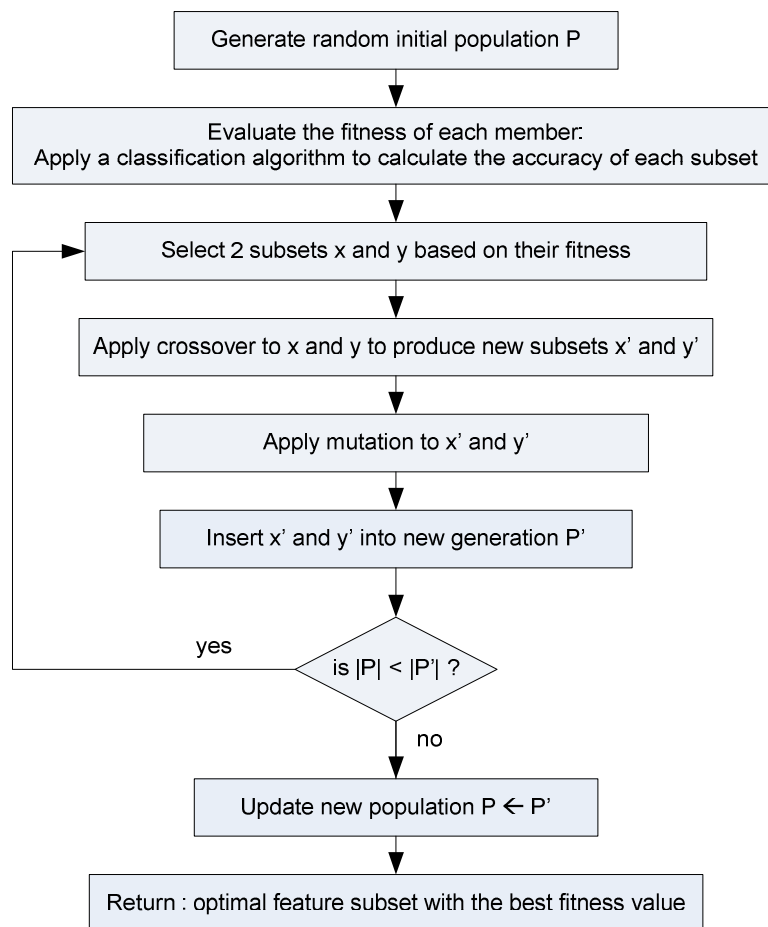 Generate random initial population P
Evaluate the fitness of each member:
Apply a classification algorithm to calculate the accuracy of each subset
Select 2 subsets x and y based on their fitness
Apply crossover to x and y to produce new subsets x’ and y’
Apply mutation to x’ and y’
Insert x’ and y’ into new generation P’
yes
is |P| < |P’| ?
no
Update new population P ← P’
Return : optimal feature subset with the best fitness value